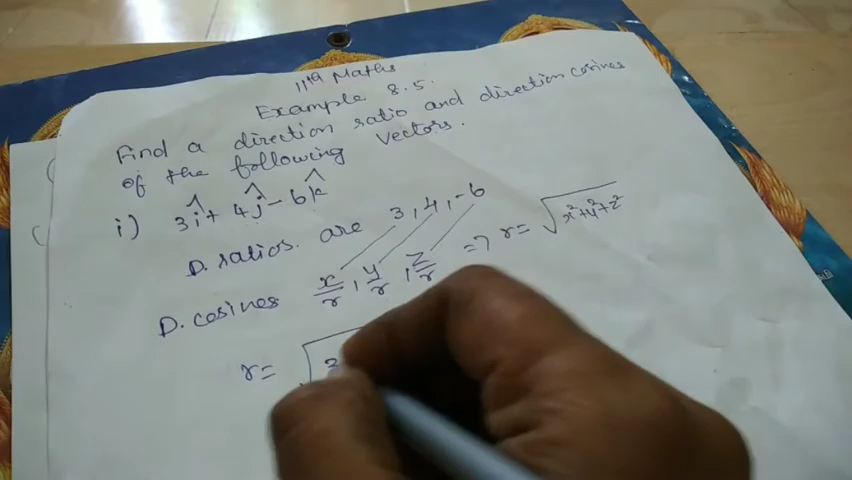 11th Maths
Example 8.5.
Find a direction ratio and direction cosines
of the following vectors.
i) 3î + 4ĵ - 6k̂
D. ratios are 3, 4, -6
D. cosines x/r, y/r, z/r => r = √x²+y²+z²
r = √3